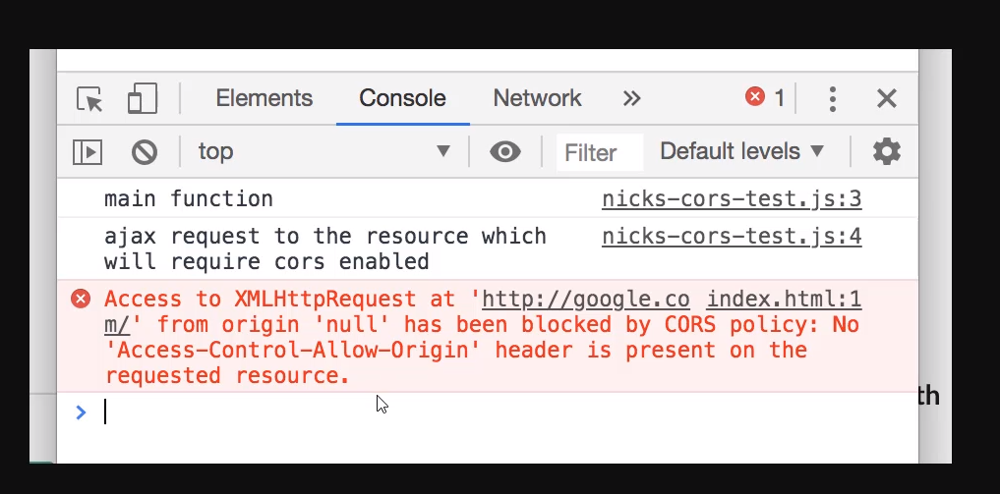 Elements Console Network 1
top Filter Default levels
main function nicks-cors-test.js:3
ajax request to the resource which nicks-cors-test.js:4
will require cors enabled
Access to XMLHttpRequest at 'http://google.co index.html:1
m/' from origin 'null' has been blocked by CORS policy: No
'Access-Control-Allow-Origin' header is present on the
requested resource.
th